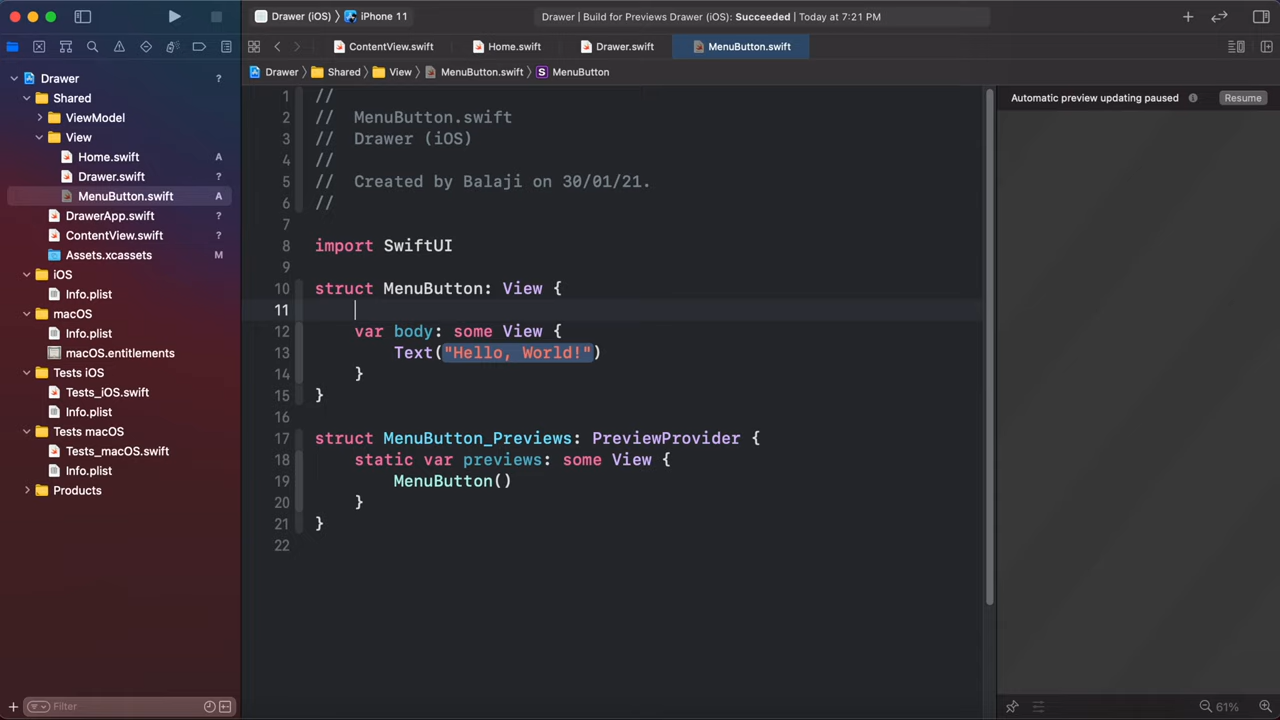 Drawer (iOS) 〉 iPhone 11
Drawer | Build for Previews Drawer (iOS): Succeeded | Today at 7:21 PM
ContentView.swift
Home.swift
Drawer.swift
MenuButton.swift
Drawer 〉 Shared 〉 View 〉 MenuButton.swift 〉 S MenuButton
Drawer ?
Shared
ViewModel
View
Home.swift A
Drawer.swift ?
MenuButton.swift A
DrawerApp.swift ?
ContentView.swift ?
Assets.xcassets M
iOS
Info.plist
macOS
Info.plist
macOS.entitlements
Tests iOS
Tests_iOS.swift
Info.plist
Tests macOS
Tests_macOS.swift
Info.plist
Products
Filter
1 //
2 //  MenuButton.swift
3 //  Drawer (iOS)
4 //
5 //  Created by Balaji on 30/01/21.
6 //
7
8 import SwiftUI
9
10 struct MenuButton: View {
11
12     var body: some View {
13         Text("Hello, World!")
14     }
15 }
16
17 struct MenuButton_Previews: PreviewProvider {
18     static var previews: some View {
19         MenuButton()
20     }
21 }
22
Automatic preview updating paused
Resume
61%